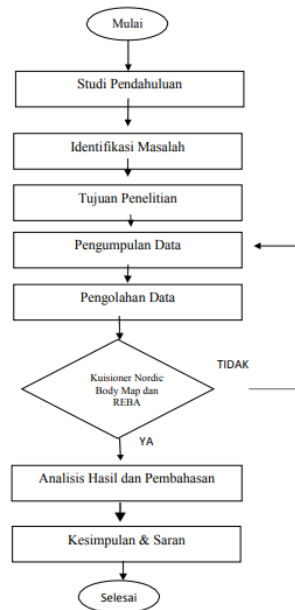 Mulai
Studi Pendahuluan
Identifikasi Masalah
Tujuan Penelitian
Pengumpulan Data
Pengolahan Data
Kuisioner Nordic
Body Map dan
REBA
TIDAK
YA
Analisis Hasil dan Pembahasan
Kesimpulan & Saran
Selesai